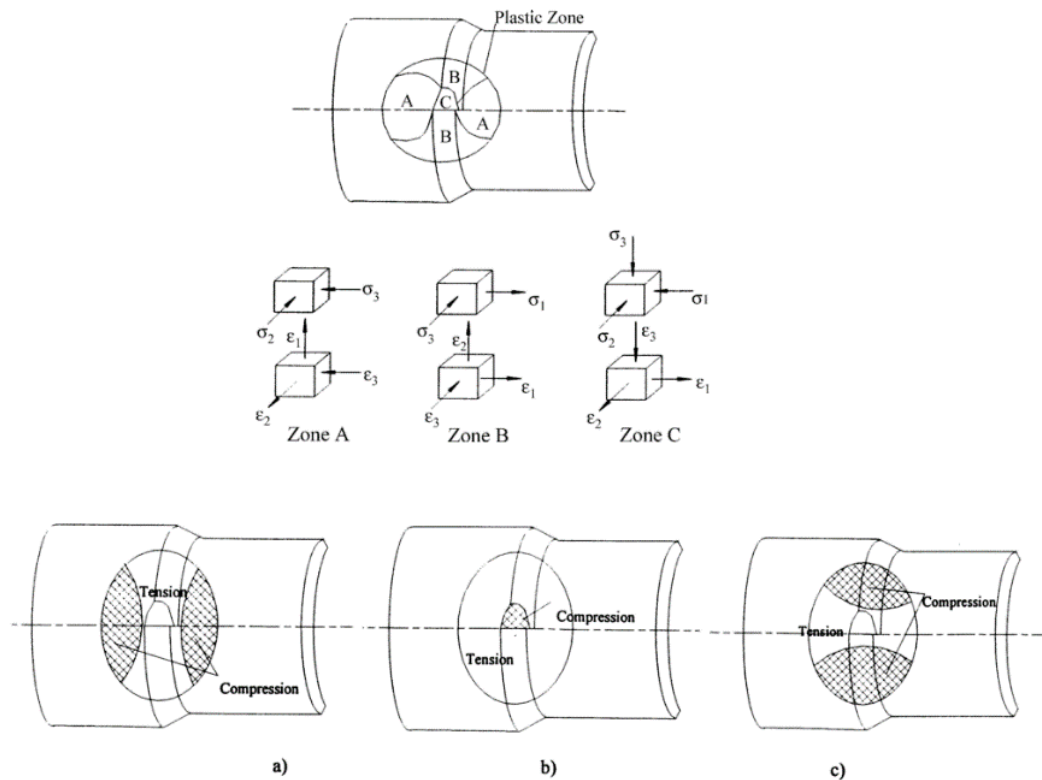 Plastic Zone
B
A
C
A
B
σ3
σ3
σ1
σ1
σ2
ε1
σ3
ε2
σ2
ε3
ε3
ε1
ε1
ε2
ε3
ε2
Zone A
Zone B
Zone C
Tension
Compression
Compression
Tension
Tension
Compression
a)
b)
c)